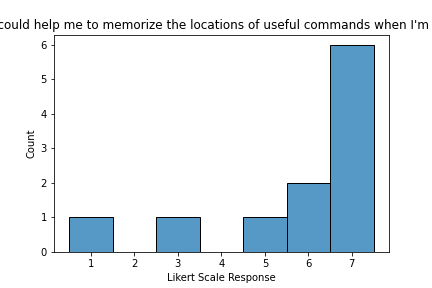 could help me to memorize the locations of useful commands when I'm
6
5
4
3
2
1
0
Count
1 2 3 4 5 6 7
Likert Scale Response